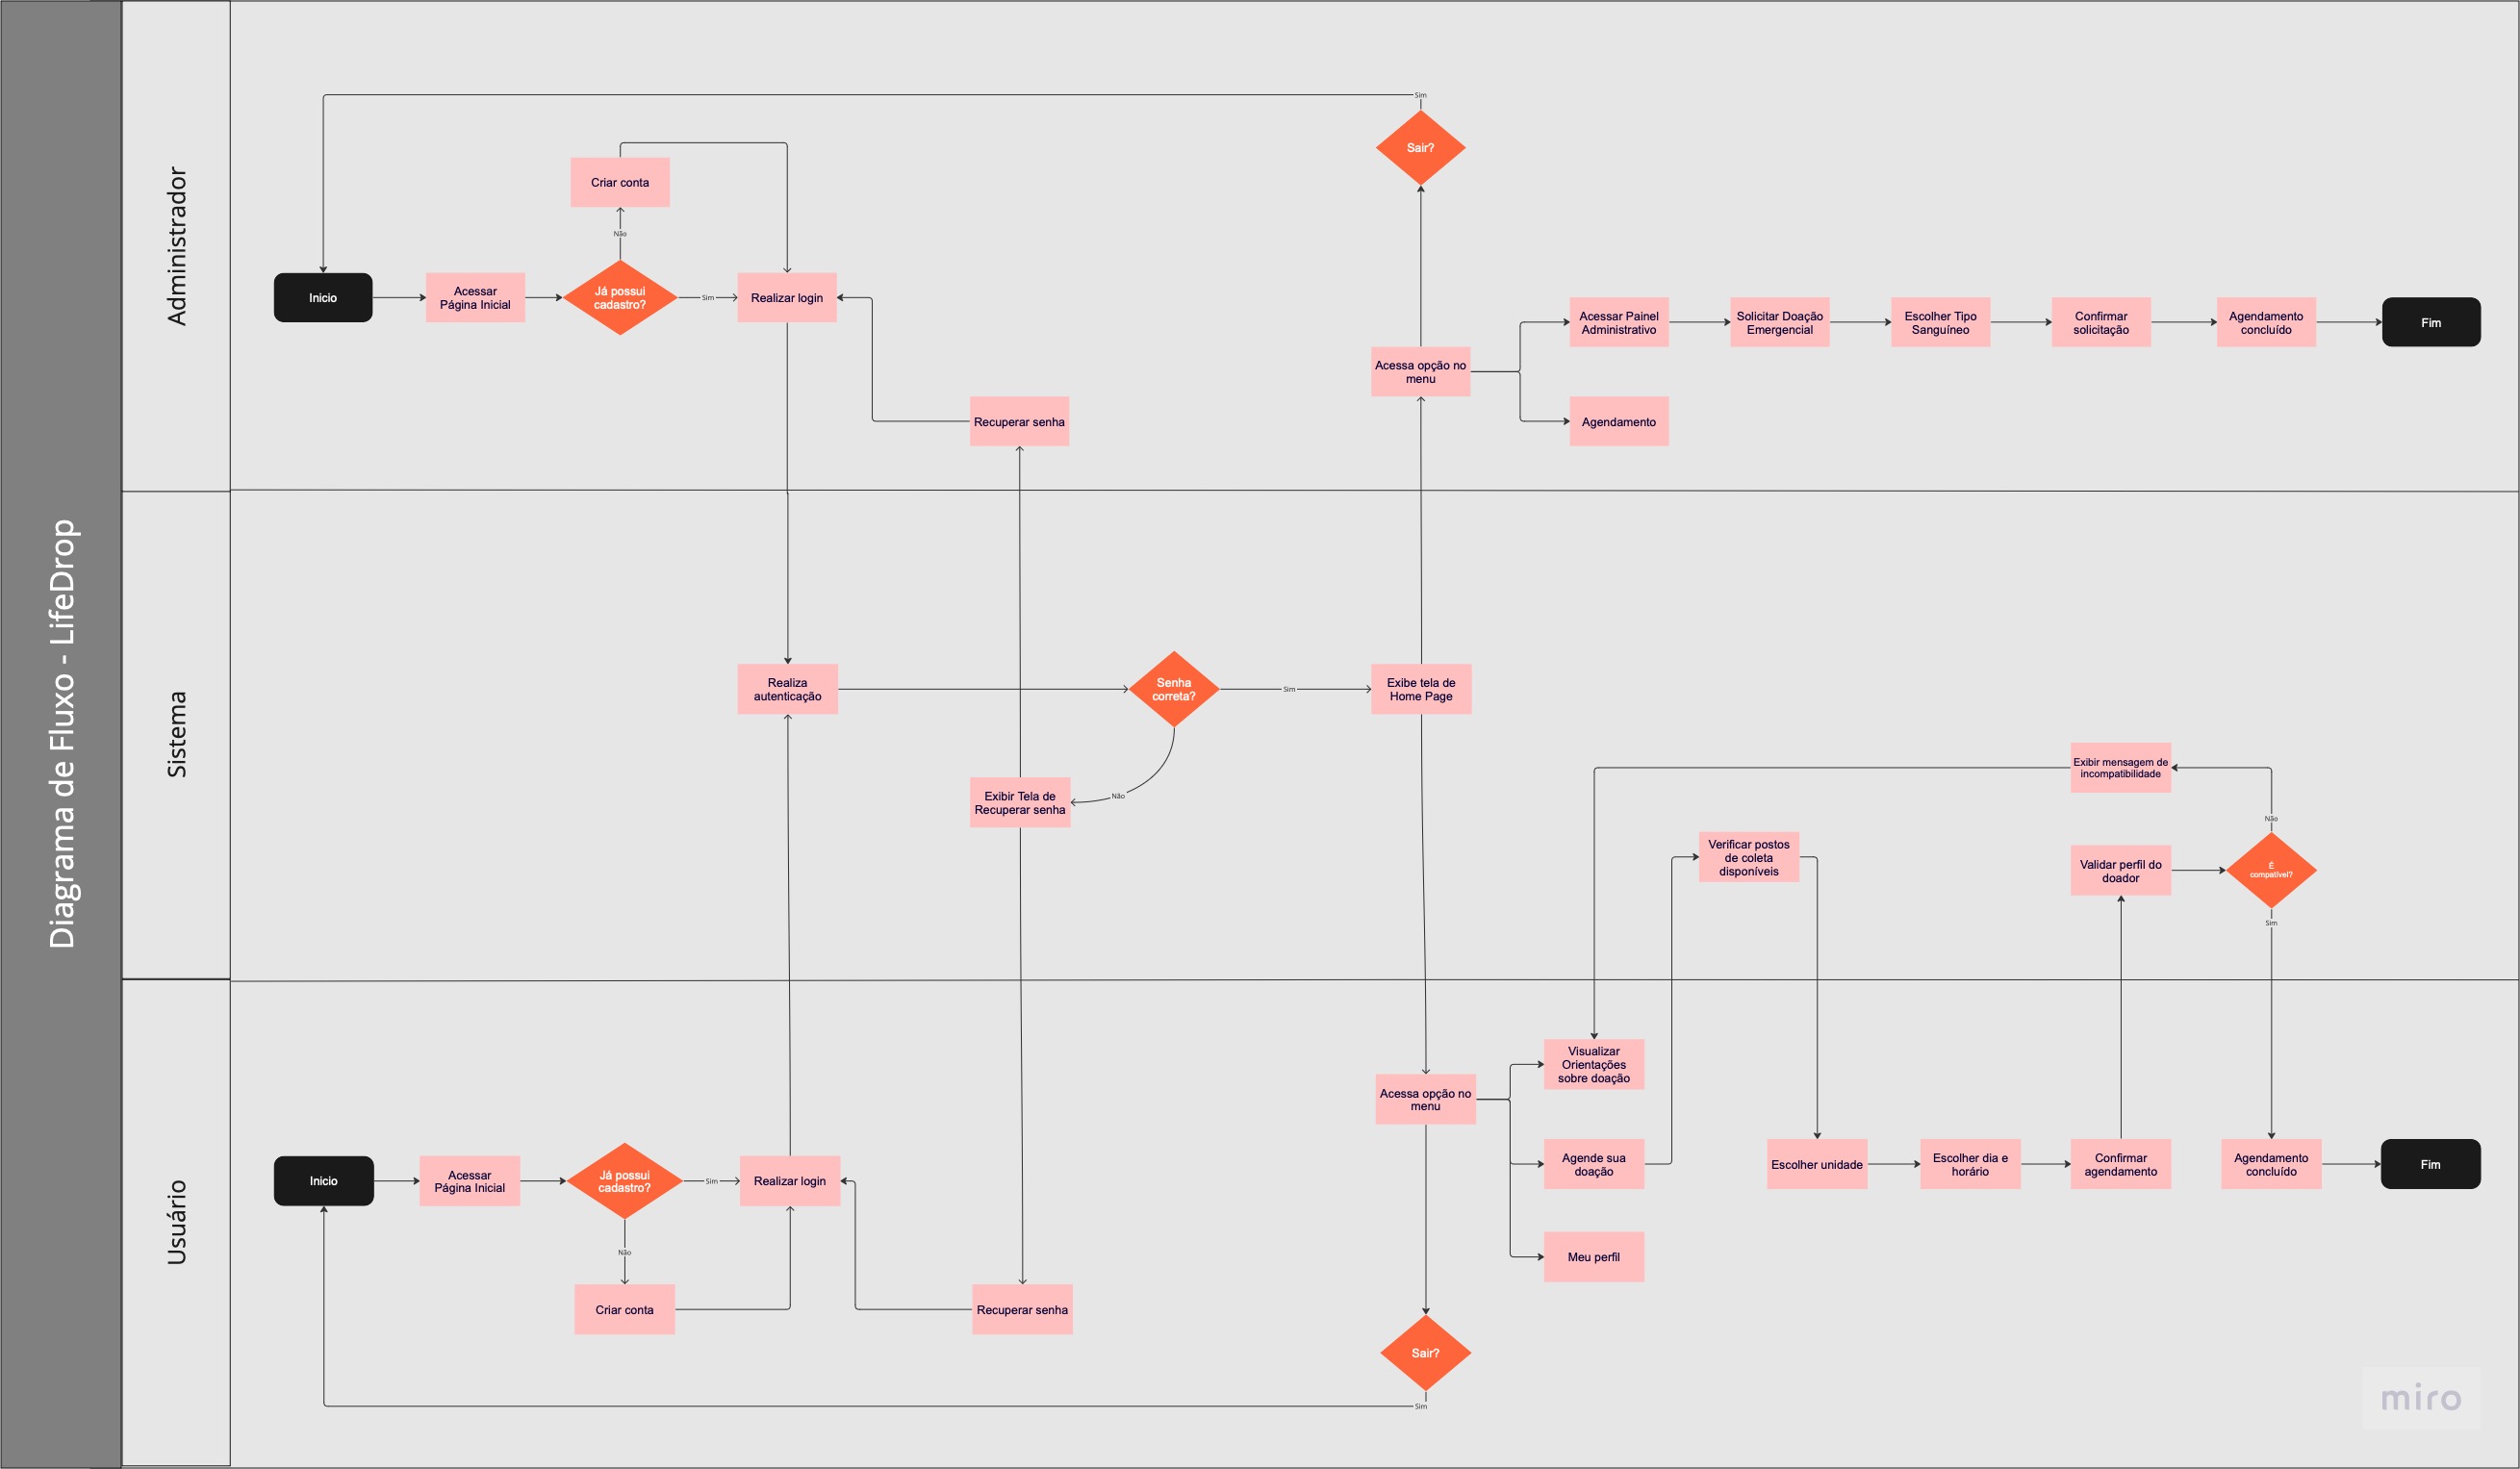 Diagrama de Fluxo - LifeDrop
Administrador
Sim
Sair?
Criar conta
Não
Inicio
Acessar
Página Inicial
Já possui
cadastro?
Sim
Realizar login
Acessar Painel
Administrativo
Solicitar Doação
Emergencial
Escolher Tipo
Sanguíneo
Confirmar
solicitação
Agendamento
concluído
Fim
Acessa opção no
menu
Recuperar senha
Agendamento
Sistema
Realiza
autenticação
Senha
correta?
Sim
Exibe tela de
Home Page
Não
Exibir Tela de
Recuperar senha
Exibir mensagem de
incompatibilidade
Não
Verificar postos
de coleta
disponíveis
Validar perfil do
doador
É
compatível?
Sim
Usuário
Visualizar
Orientações
sobre doação
Acessa opção no
menu
Inicio
Acessar
Página Inicial
Já possui
cadastro?
Sim
Realizar login
Agende sua
doação
Escolher unidade
Escolher dia e
horário
Confirmar
agendamento
Agendamento
concluído
Fim
Não
Meu perfil
Criar conta
Recuperar senha
Sair?
Sim
miro